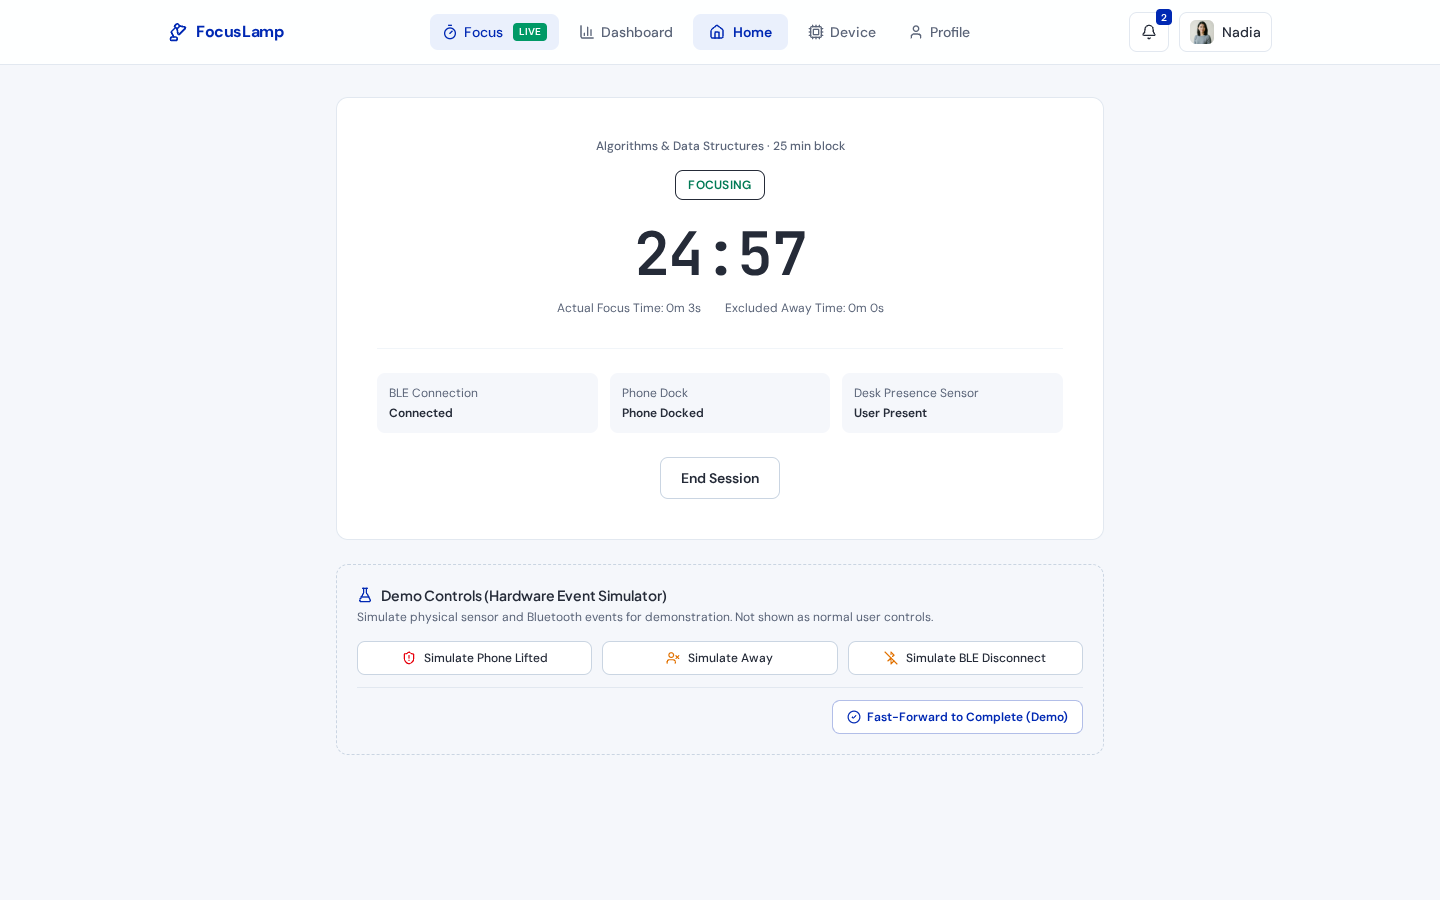 FocusLamp
Focus LIVE
Dashboard
Home
Device
Profile
2
Nadia
Algorithms & Data Structures · 25 min block
FOCUSING
24:57
Actual Focus Time: 0m 3s
Excluded Away Time: 0m 0s
BLE Connection
Connected
Phone Dock
Phone Docked
Desk Presence Sensor
User Present
End Session
Demo Controls (Hardware Event Simulator)
Simulate physical sensor and Bluetooth events for demonstration. Not shown as normal user controls.
Simulate Phone Lifted
Simulate Away
Simulate BLE Disconnect
Fast-Forward to Complete (Demo)